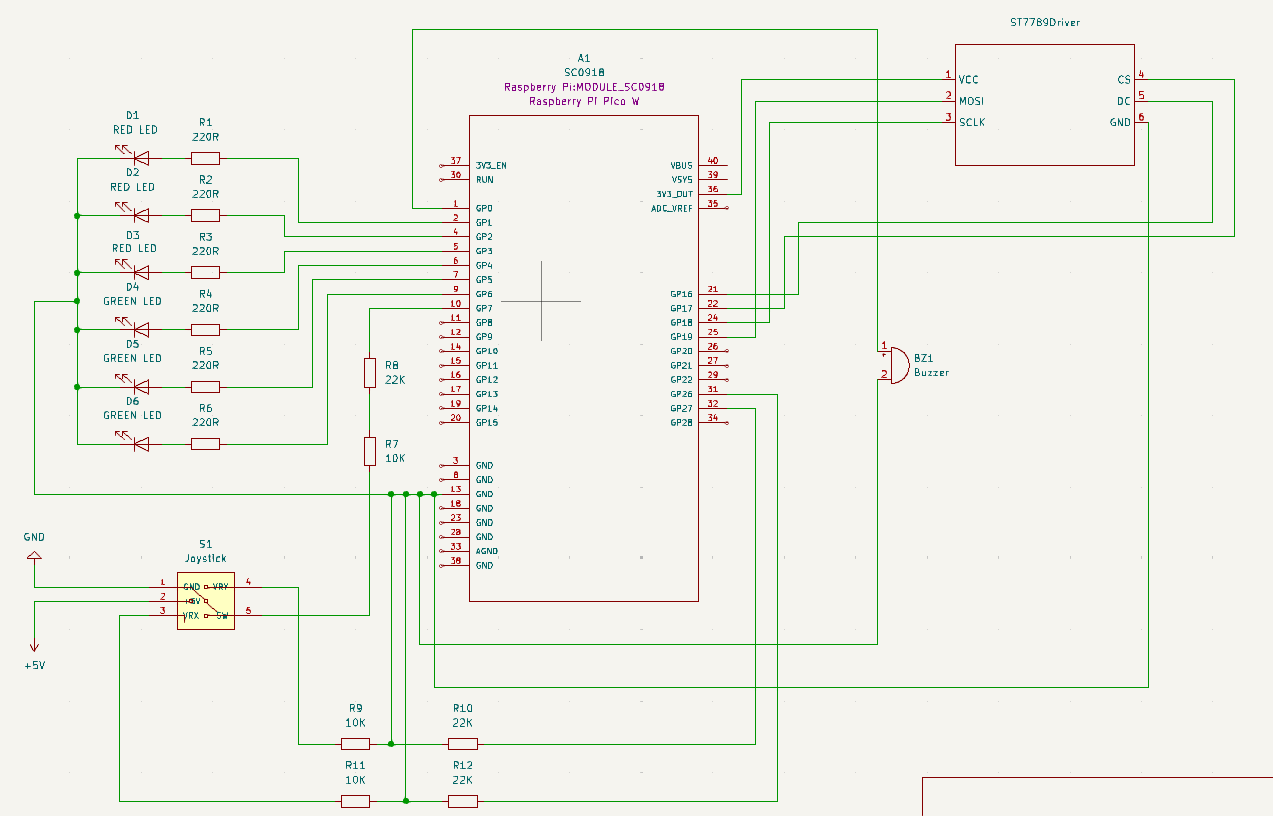 ST7789Driver
1 VCC CS 4
2 MOSI DC 5
3 SCLK GND 6
A1
SC0918
Raspberry Pi:MODULE_SC0918
Raspberry Pi Pico W
37 3V3_EN VBUS 40
30 RUN VSYS 39
3V3_OUT 36
1 GP0 ADC_VREF 35
2 GP1
4 GP2
5 GP3
6 GP4
7 GP5
9 GP6 GP16 21
10 GP7 GP17 22
11 GP8 GP18 24
12 GP9 GP19 25
14 GP10 GP20 26
15 GP11 GP21 27
16 GP12 GP22 29
17 GP13 GP26 31
19 GP14 GP27 32
20 GP15 GP28 34
3 GND
8 GND
13 GND
18 GND
23 GND
28 GND
33 AGND
38 GND
D1
RED LED
R1
220R
D2
RED LED
R2
220R
D3
RED LED
R3
220R
D4
GREEN LED
R4
220R
D5
GREEN LED
R5
220R
D6
GREEN LED
R6
220R
R8
22K
R7
10K
1
+
2
BZ1
Buzzer
GND
+5V
S1
Joystick
1 GND VRY 4
2 +5V
3 VRX SW 5
R9
10K
R10
22K
R11
10K
R12
22K